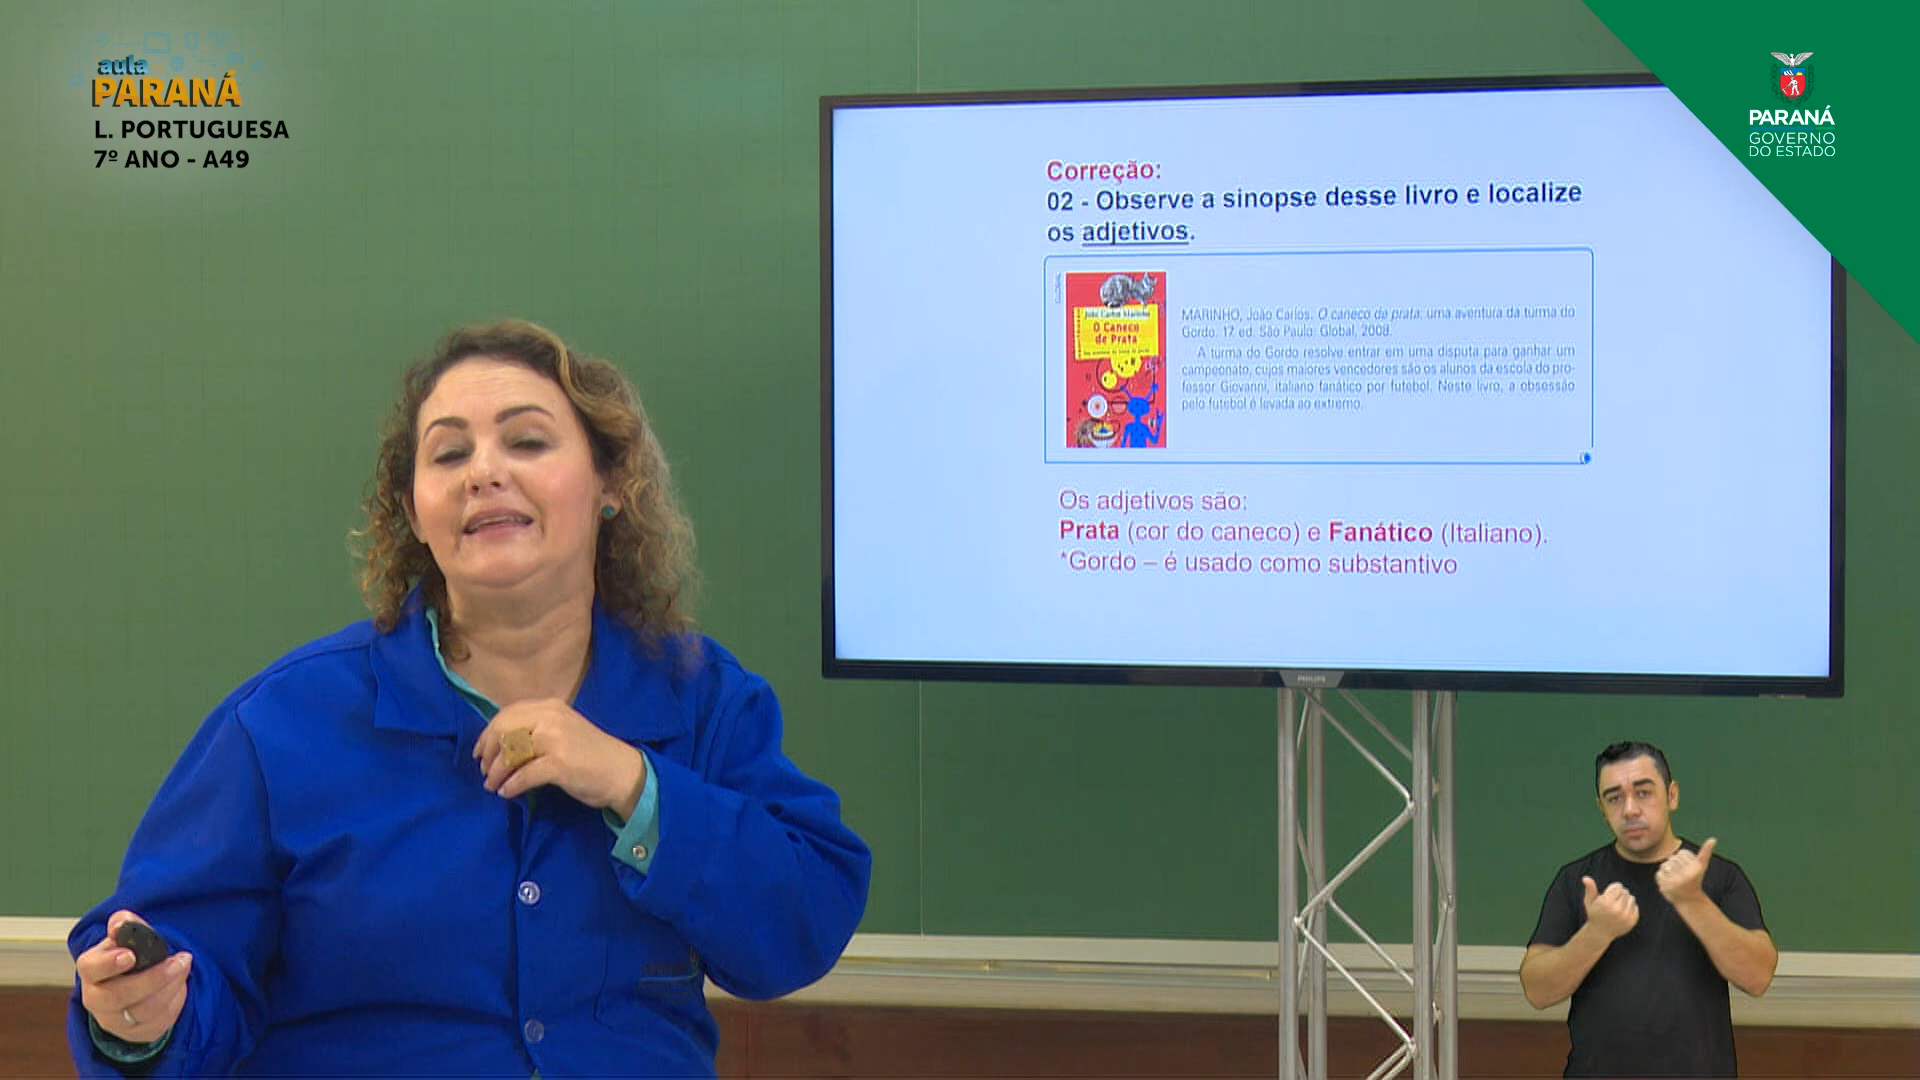 aula
PARANÁ
L. PORTUGUESA
7º ANO - A49
PARANÁ
GOVERNO
DO ESTADO
Correção:
02 - Observe a sinopse desse livro e localize
os adjetivos.
João Carlos Marinho
O Caneco
de Prata
MARINHO, João Carlos. O caneco de prata: uma aventura da turma do
Gordo. 17. ed. São Paulo: Global, 2008.
A turma do Gordo resolve entrar em uma disputa para ganhar um
campeonato, cujos maiores vencedores são os alunos da escola do pro-
fessor Giovanni, italiano fanático por futebol. Neste livro, a obsessão
pelo futebol é levada ao extremo.
Os adjetivos são:
Prata (cor do caneco) e Fanático (Italiano).
*Gordo – é usado como substantivo
PHILIPS